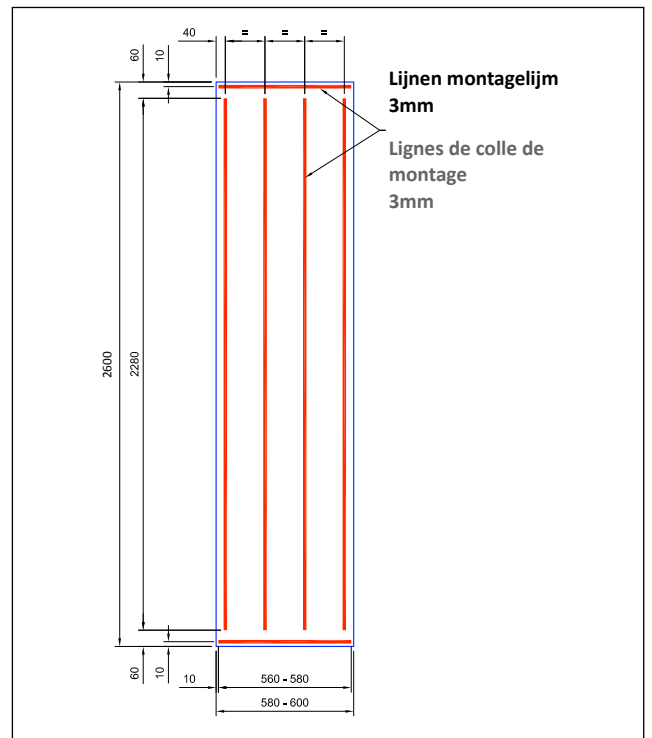 40 = = =
60 10
Lijnen montagelijm
3mm
Lignes de colle de
montage
3mm
2600
2280
60 10
10 560 - 580
580 - 600